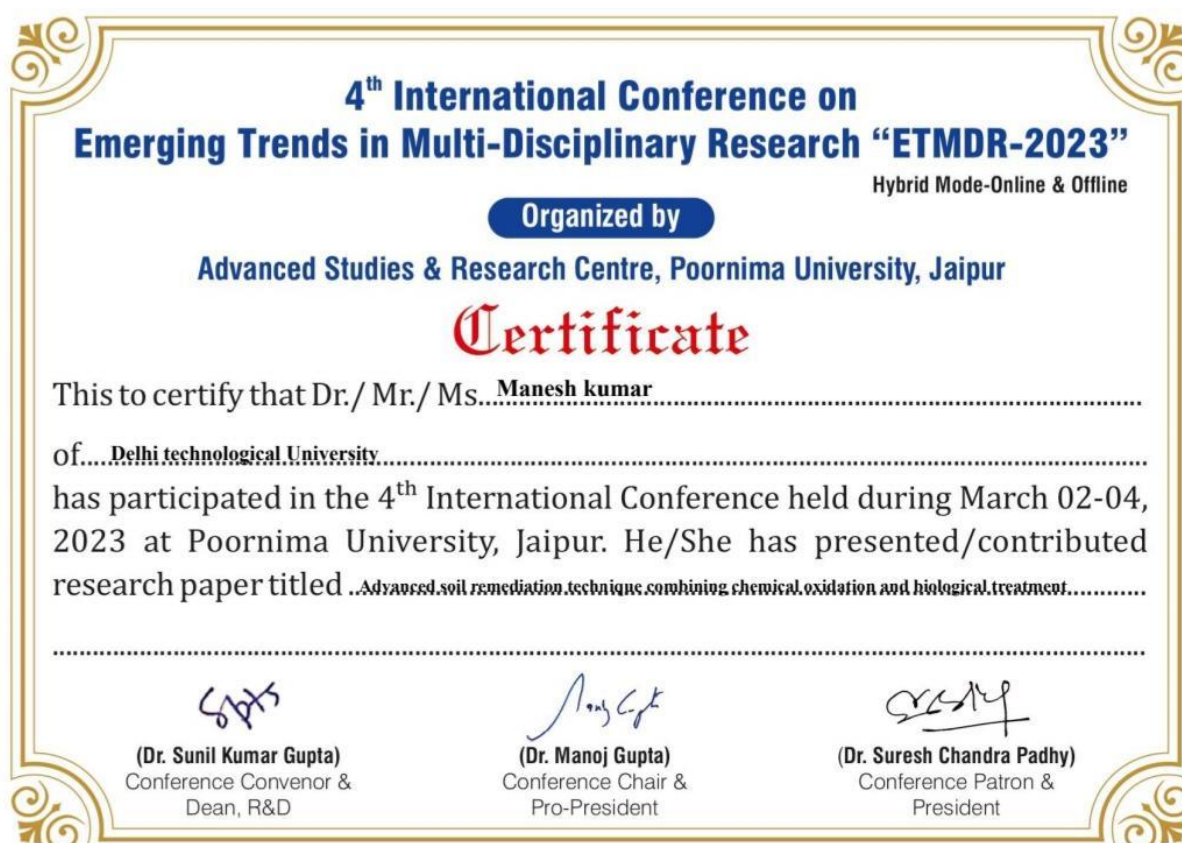 4th International Conference on
Emerging Trends in Multi-Disciplinary Research “ETMDR-2023”
Hybrid Mode-Online & Offline
Organized by
Advanced Studies & Research Centre, Poornima University, Jaipur
Certificate
This to certify that Dr./ Mr./ Ms. Manesh kumar
of Delhi technological University
has participated in the 4th International Conference held during March 02-04,
2023 at Poornima University, Jaipur. He/She has presented/contributed
research paper titled Advanced soil remediation technique combining chemical oxidation and biological treatment
(Dr. Sunil Kumar Gupta) (Dr. Manoj Gupta) (Dr. Suresh Chandra Padhy)
Conference Convenor & Conference Chair & Conference Patron &
Dean, R&D Pro-President President